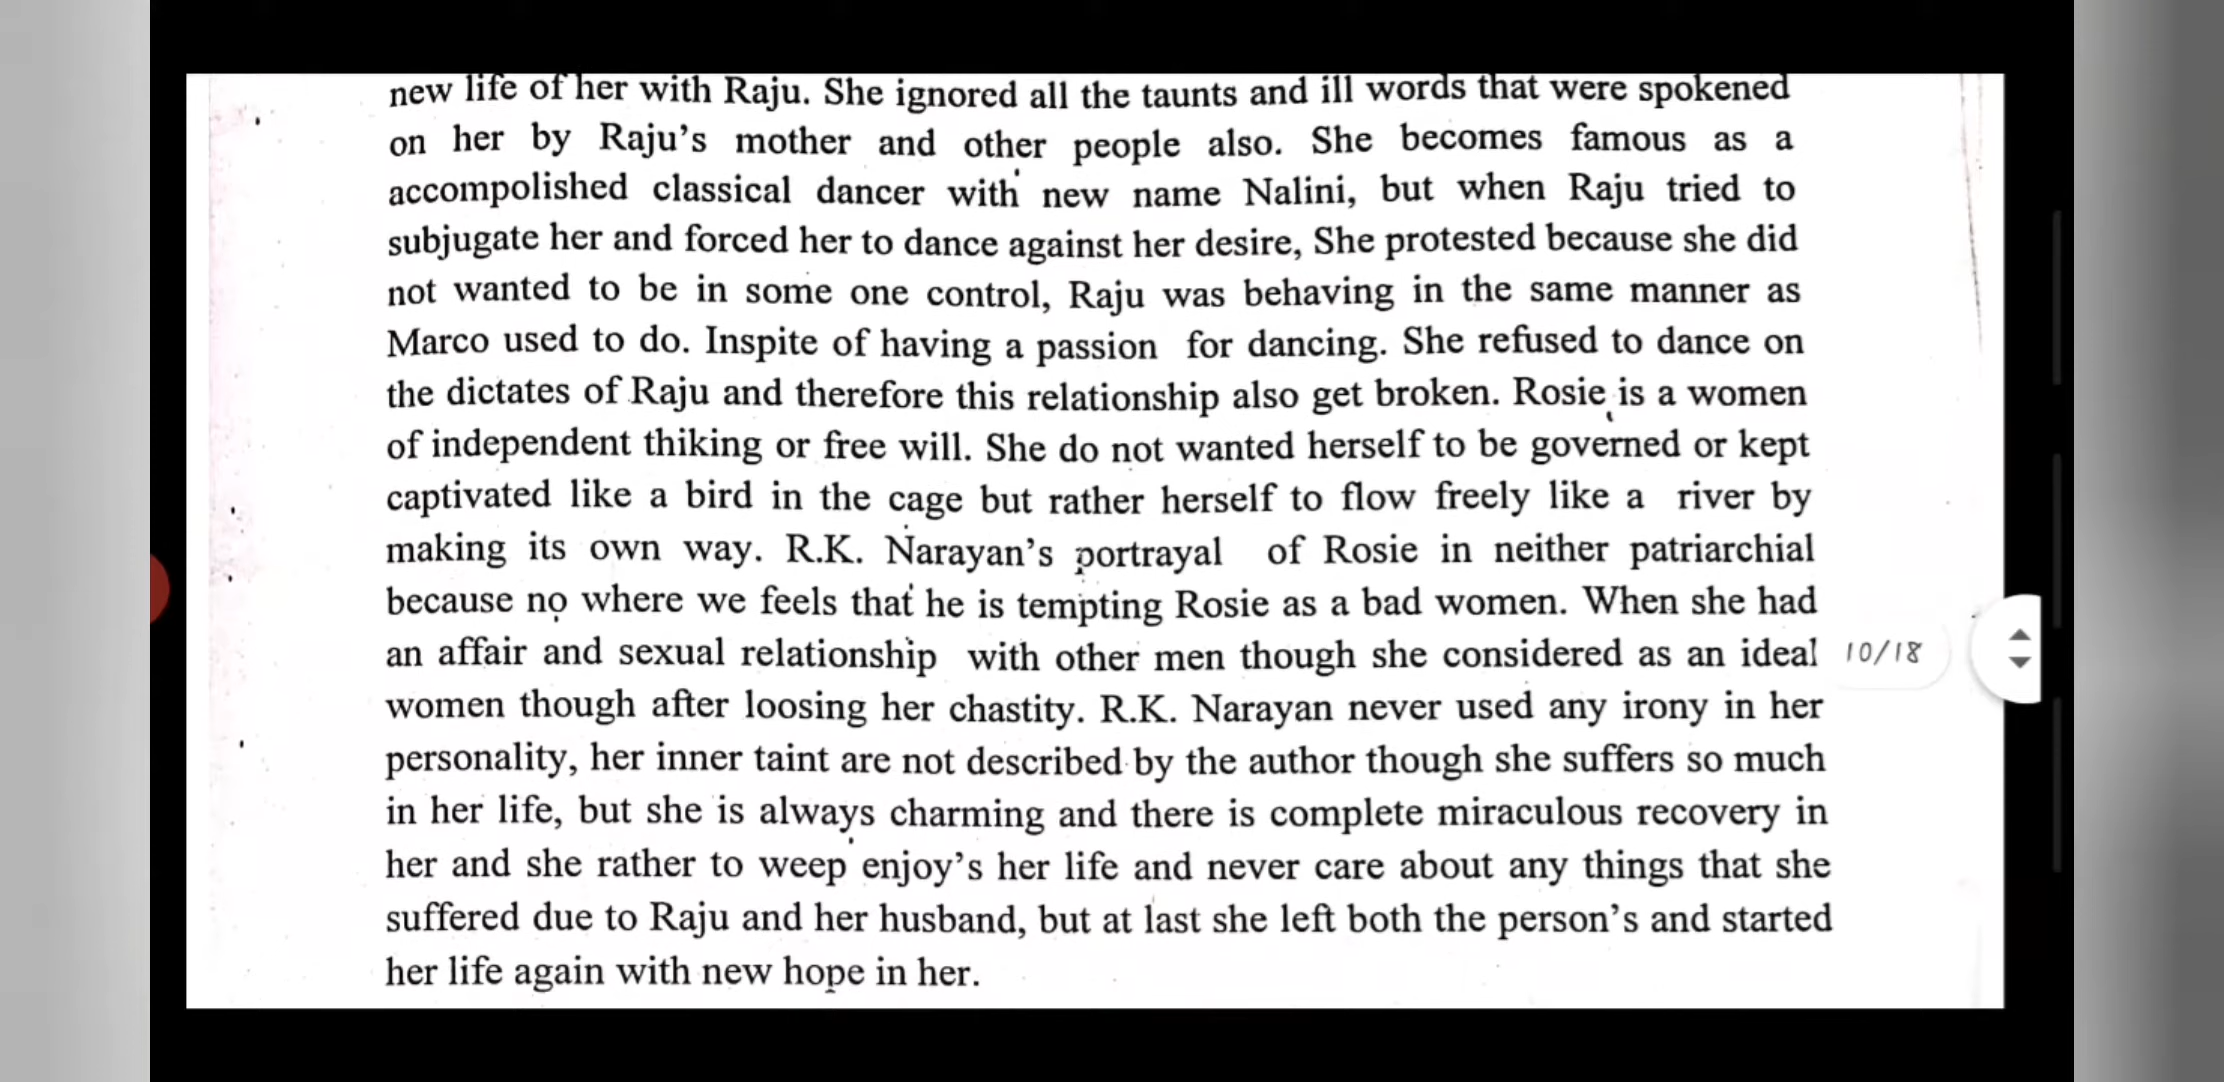 new life of her with Raju. She ignored all the taunts and ill words that were spokened
on her by Raju's mother and other people also. She becomes famous as a
accompolished classical dancer with new name Nalini, but when Raju tried to
subjugate her and forced her to dance against her desire, She protested because she did
not wanted to be in some one control, Raju was behaving in the same manner as
Marco used to do. Inspite of having a passion for dancing. She refused to dance on
the dictates of Raju and therefore this relationship also get broken. Rosie is a women
of independent thiking or free will. She do not wanted herself to be governed or kept
captivated like a bird in the cage but rather herself to flow freely like a river by
making its own way. R.K. Narayan's portrayal of Rosie in neither patriarchial
because no where we feels that he is tempting Rosie as a bad women. When she had
an affair and sexual relationship with other men though she considered as an ideal
10/18
women though after loosing her chastity. R.K. Narayan never used any irony in her
personality, her inner taint are not described by the author though she suffers so much
in her life, but she is always charming and there is complete miraculous recovery in
her and she rather to weep enjoy's her life and never care about any things that she
suffered due to Raju and her husband, but at last she left both the person's and started
her life again with new hope in her.